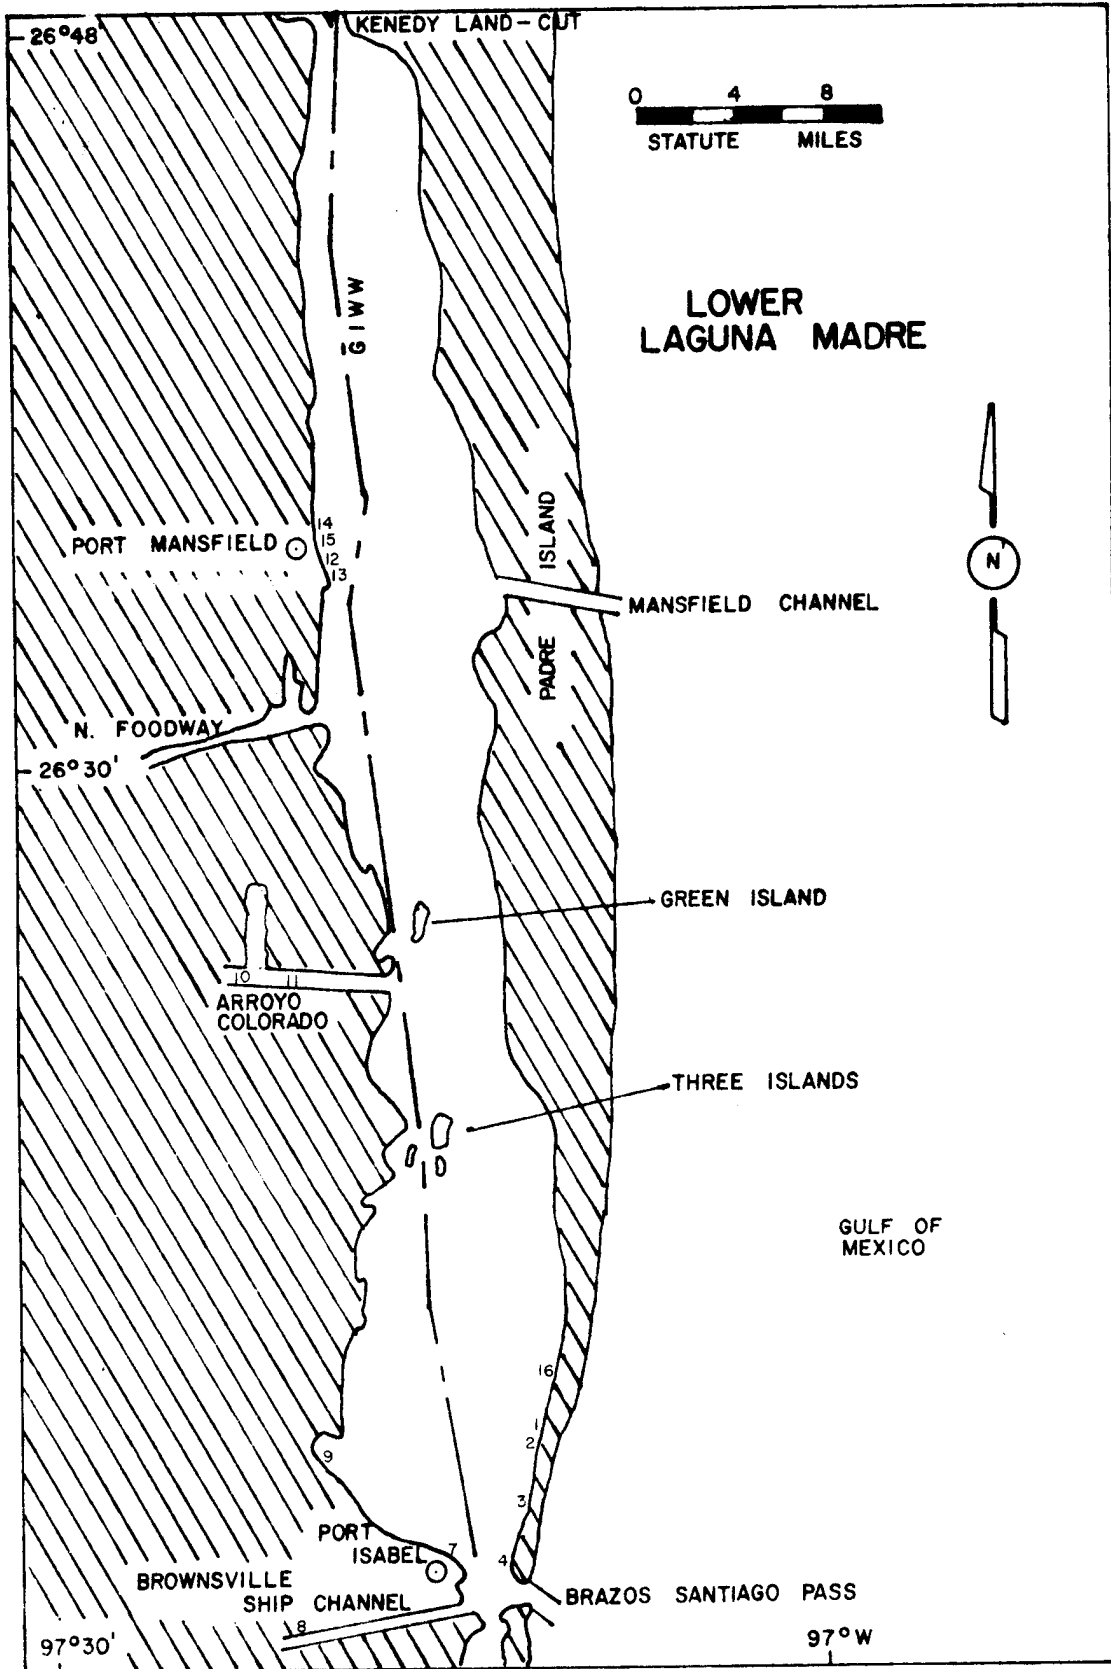 KENEDY LAND-CUT
26°48'
0 4 8
STATUTE MILES
GIWW
LOWER
LAGUNA MADRE
PADRE ISLAND
14
PORT MANSFIELD
15
12
13
N
MANSFIELD CHANNEL
N. FOODWAY
26°30'
GREEN ISLAND
10
11
ARROYO
COLORADO
THREE ISLANDS
GULF OF
MEXICO
16
1
2
9
3
PORT
ISABEL
7
4
BROWNSVILLE
SHIP CHANNEL
BRAZOS SANTIAGO PASS
8
97°30'
97°W